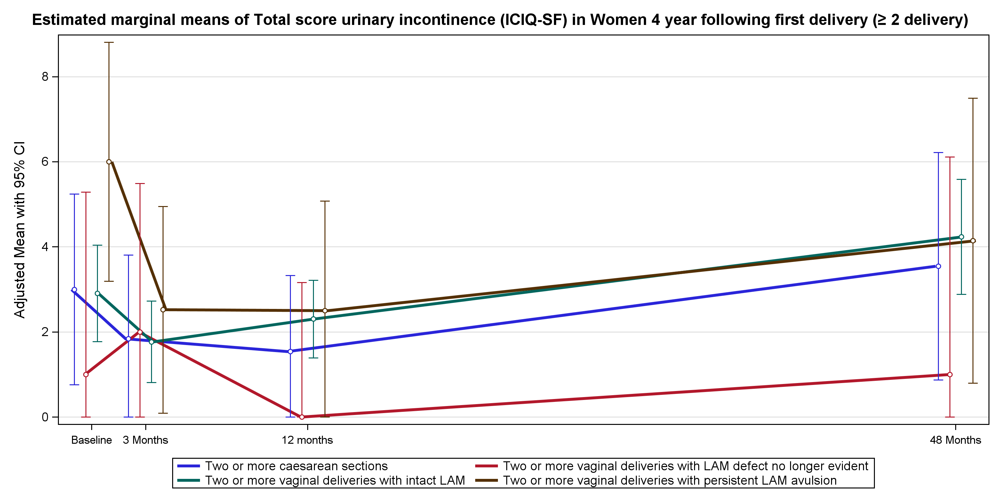 Estimated marginal means of Total score urinary incontinence (ICIQ-SF) in Women 4 year following first delivery (≥ 2 delivery)
Adjusted Mean with 95% CI
8
6
4
2
0
Baseline 3 Months 12 months 48 Months
Two or more caesarean sections Two or more vaginal deliveries with LAM defect no longer evident
Two or more vaginal deliveries with intact LAM Two or more vaginal deliveries with persistent LAM avulsion